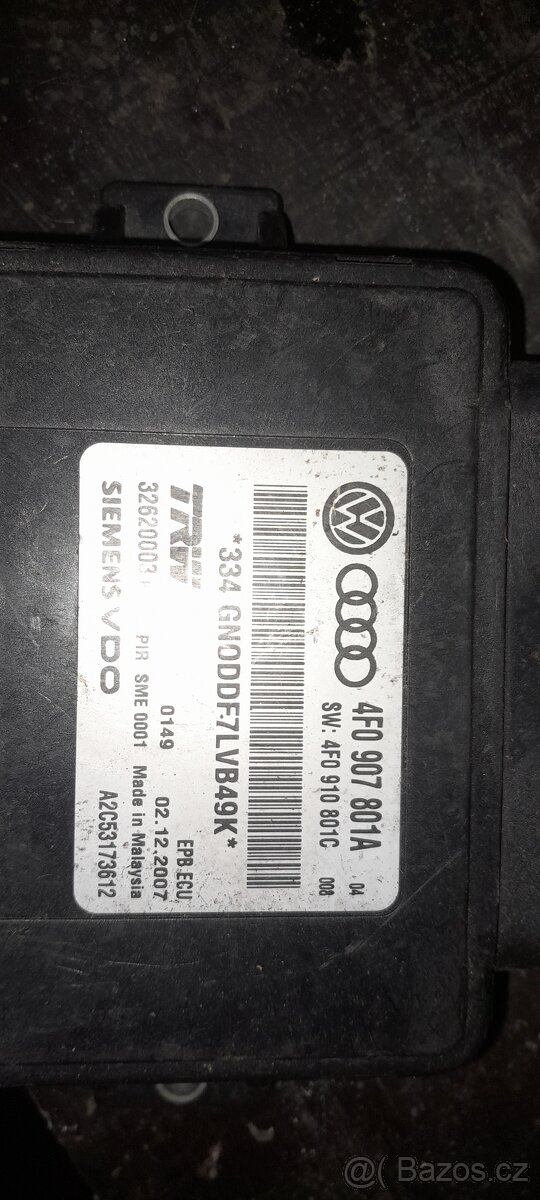 4F0 907 801A 04
SW: 4F0 910 801C 008
*334 GNODDF7LVB49K*
TRW
EPB ECU
32620003
0149 02.12.2007
PIR SME 0001 Made in Malaysia
SIEMENS VDO A2C53173612
@ Bazos.cz